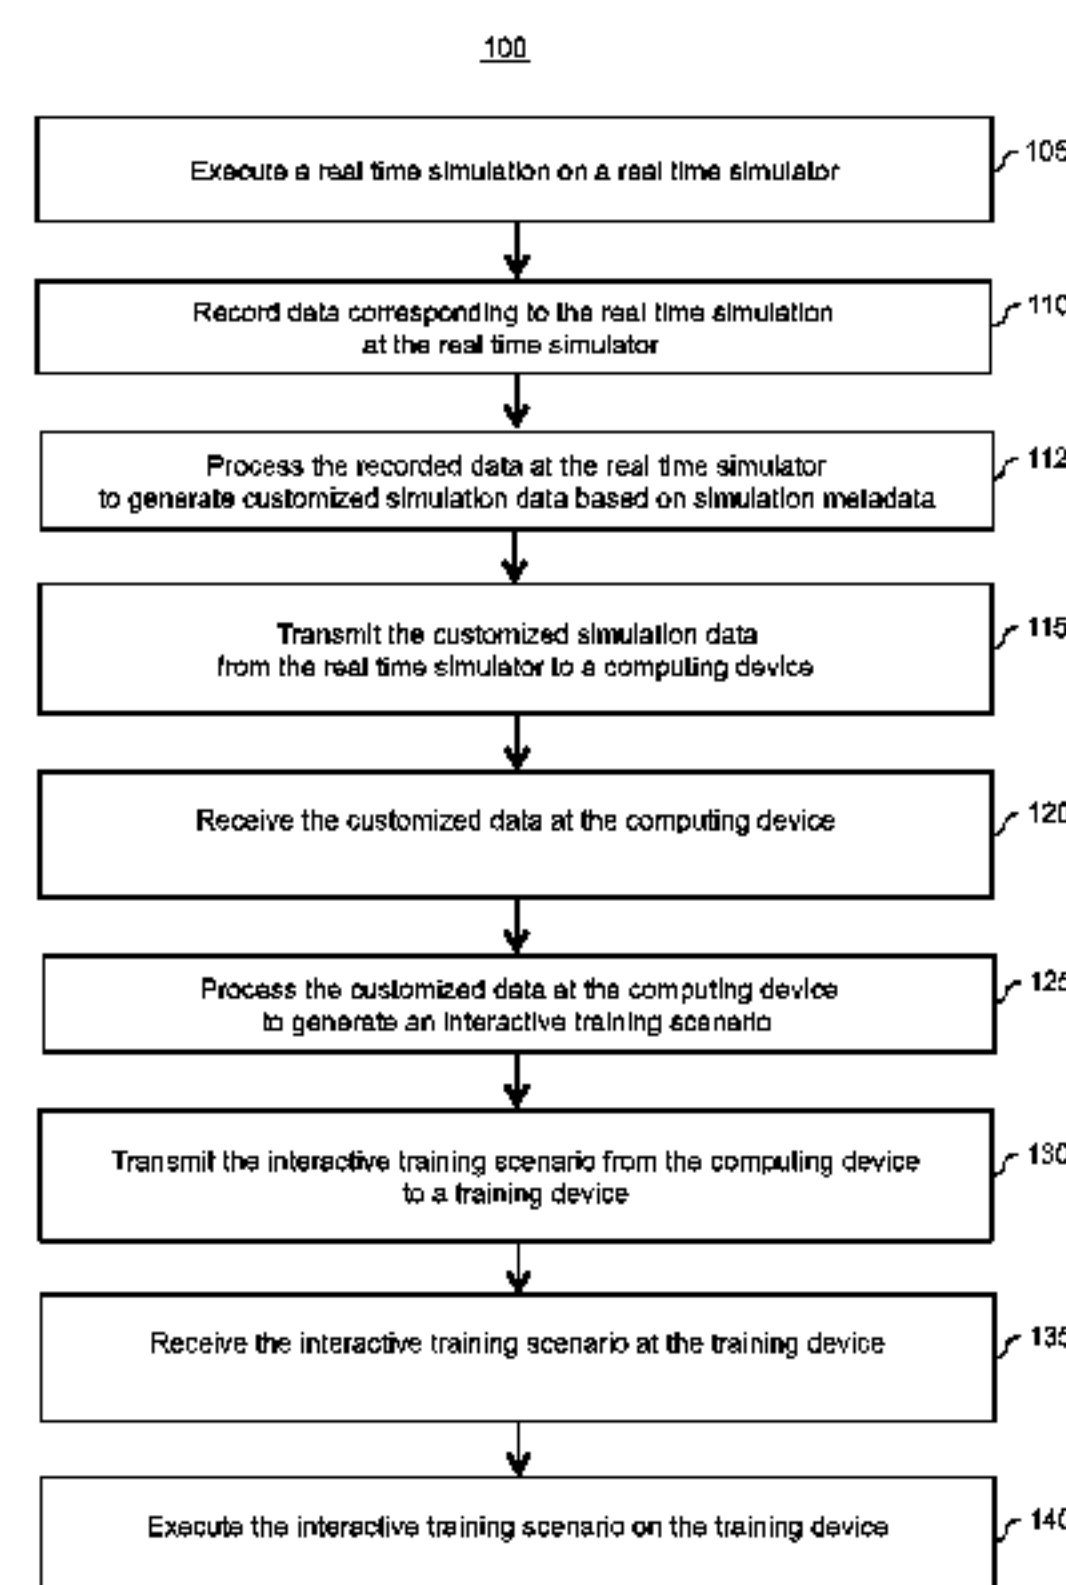 100
Execute a real time simulation on a real time simulator
105
Record data corresponding to the real time simulation
at the real time simulator
110
Process the recorded data at the real time simulator
to generate customized simulation data based on simulation metadata
112
Transmit the customized simulation data
from the real time simulator to a computing device
115
Receive the customized data at the computing device
120
Process the customized data at the computing device
to generate an interactive training scenario
125
Transmit the interactive training scenario from the computing device
to a training device
130
Receive the interactive training scenario at the training device
135
Execute the interactive training scenario on the training device
140